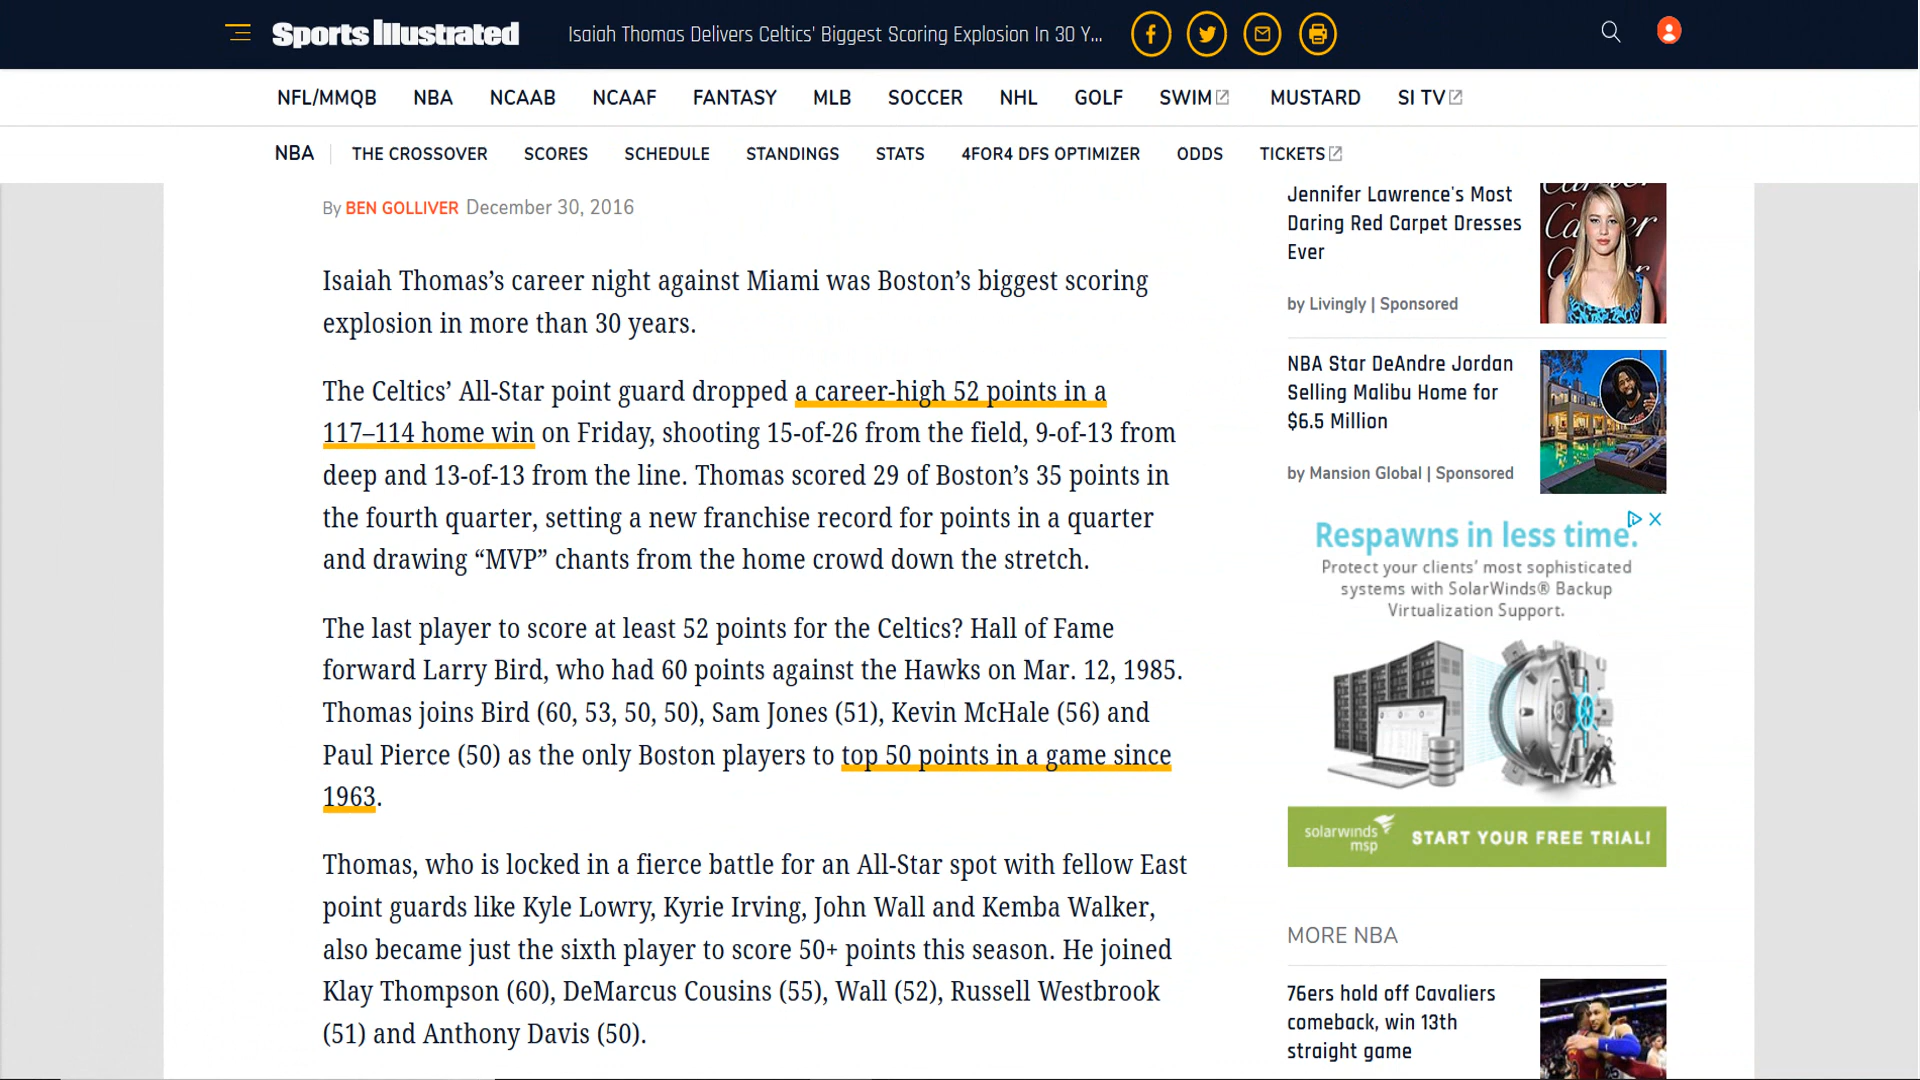 Sports Illustrated
Isaiah Thomas Delivers Celtics' Biggest Scoring Explosion In 30 Y...
NFL/MMQB NBA NCAAB NCAAF FANTASY MLB SOCCER NHL GOLF SWIM MUSTARD SI TV
NBA THE CROSSOVER SCORES SCHEDULE STANDINGS STATS 4FOR4 DFS OPTIMIZER ODDS TICKETS
By BEN GOLLIVER December 30, 2016
Isaiah Thomas’s career night against Miami was Boston’s biggest scoring
explosion in more than 30 years.
The Celtics’ All-Star point guard dropped a career-high 52 points in a
117–114 home win on Friday, shooting 15-of-26 from the field, 9-of-13 from
deep and 13-of-13 from the line. Thomas scored 29 of Boston’s 35 points in
the fourth quarter, setting a new franchise record for points in a quarter
and drawing “MVP” chants from the home crowd down the stretch.
The last player to score at least 52 points for the Celtics? Hall of Fame
forward Larry Bird, who had 60 points against the Hawks on Mar. 12, 1985.
Thomas joins Bird (60, 53, 50, 50), Sam Jones (51), Kevin McHale (56) and
Paul Pierce (50) as the only Boston players to top 50 points in a game since
1963.
Thomas, who is locked in a fierce battle for an All-Star spot with fellow East
point guards like Kyle Lowry, Kyrie Irving, John Wall and Kemba Walker,
also became just the sixth player to score 50+ points this season. He joined
Klay Thompson (60), DeMarcus Cousins (55), Wall (52), Russell Westbrook
(51) and Anthony Davis (50).
Jennifer Lawrence's Most
Daring Red Carpet Dresses
Ever
by Livingly | Sponsored
NBA Star DeAndre Jordan
Selling Malibu Home for
$6.5 Million
by Mansion Global | Sponsored
Respawns in less time.
Protect your clients’ most sophisticated
systems with SolarWinds® Backup
Virtualization Support.
solarwinds
msp
START YOUR FREE TRIAL!
MORE NBA
76ers hold off Cavaliers
comeback, win 13th
straight game